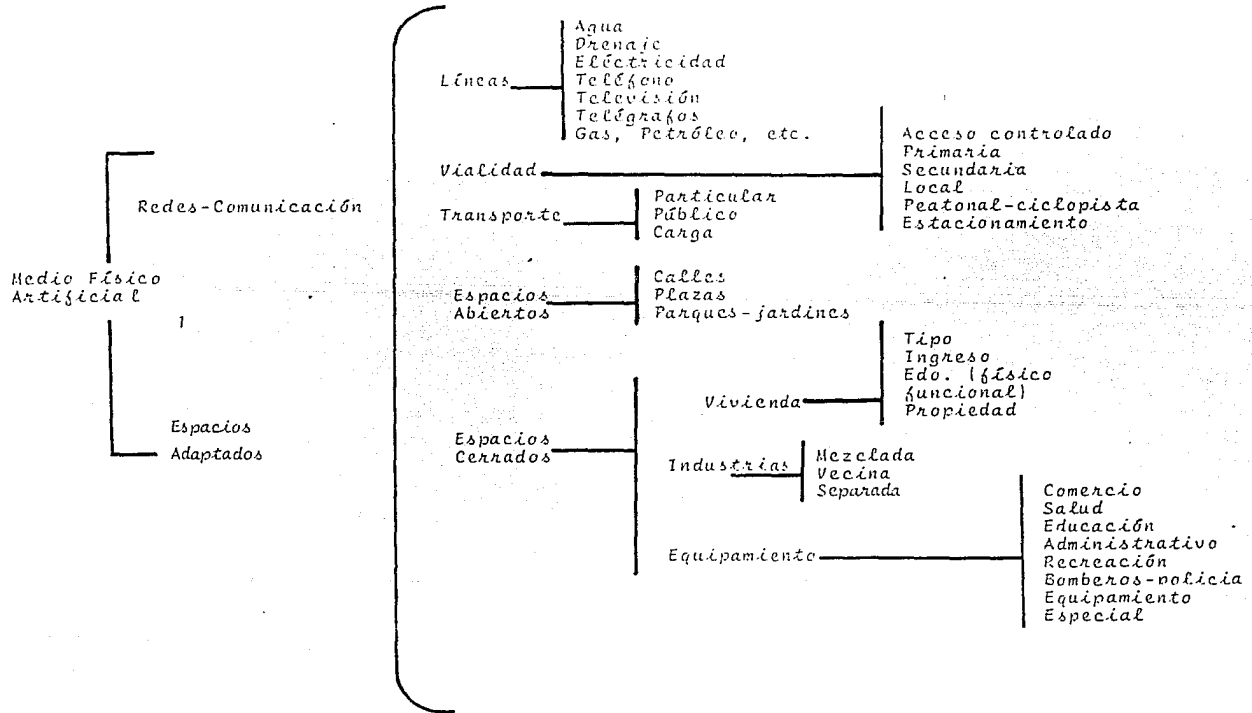 Medio Físico
Artificial
1
Redes-Comunicación
Espacios
Adaptados
Líneas
Agua
Drenaje
Eléctricidad
Teléfono
Televisión
Telégrafos
Gas, Petróleo, etc.
Vialidad
Acceso controlado
Primaria
Secundaria
Local
Peatonal-ciclopista
Estacionamiento
Transporte
Particular
Público
Carga
Espacios
Abiertos
Calles
Plazas
Parques-jardines
Espacios
Cerrados
Vivienda
Tipo
Ingreso
Edo. (físico
funcional)
Propiedad
Industrias
Mezclada
Vecina
Separada
Equipamiento
Comercio
Salud
Educación
Administrativo
Recreación
Bomberos-policia
Equipamiento
Especial